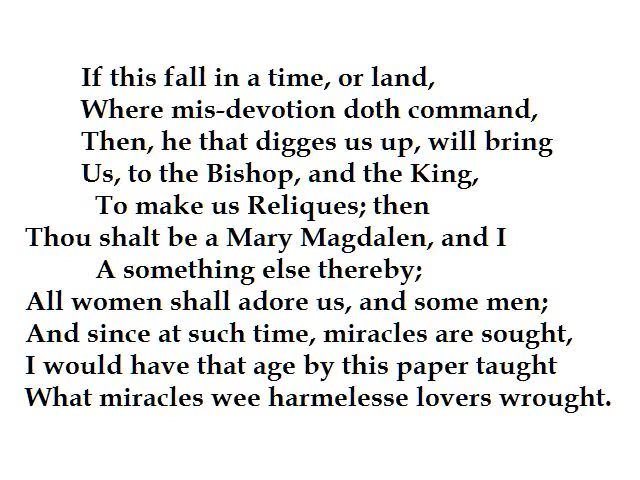 If this fall in a time, or land,
Where mis-devotion doth command,
Then, he that digges us up, will bring
Us, to the Bishop, and the King,
To make us Reliques; then
Thou shalt be a Mary Magdalen, and I
A something else thereby;
All women shall adore us, and some men;
And since at such time, miracles are sought,
I would have that age by this paper taught
What miracles wee harmelesse lovers wrought.